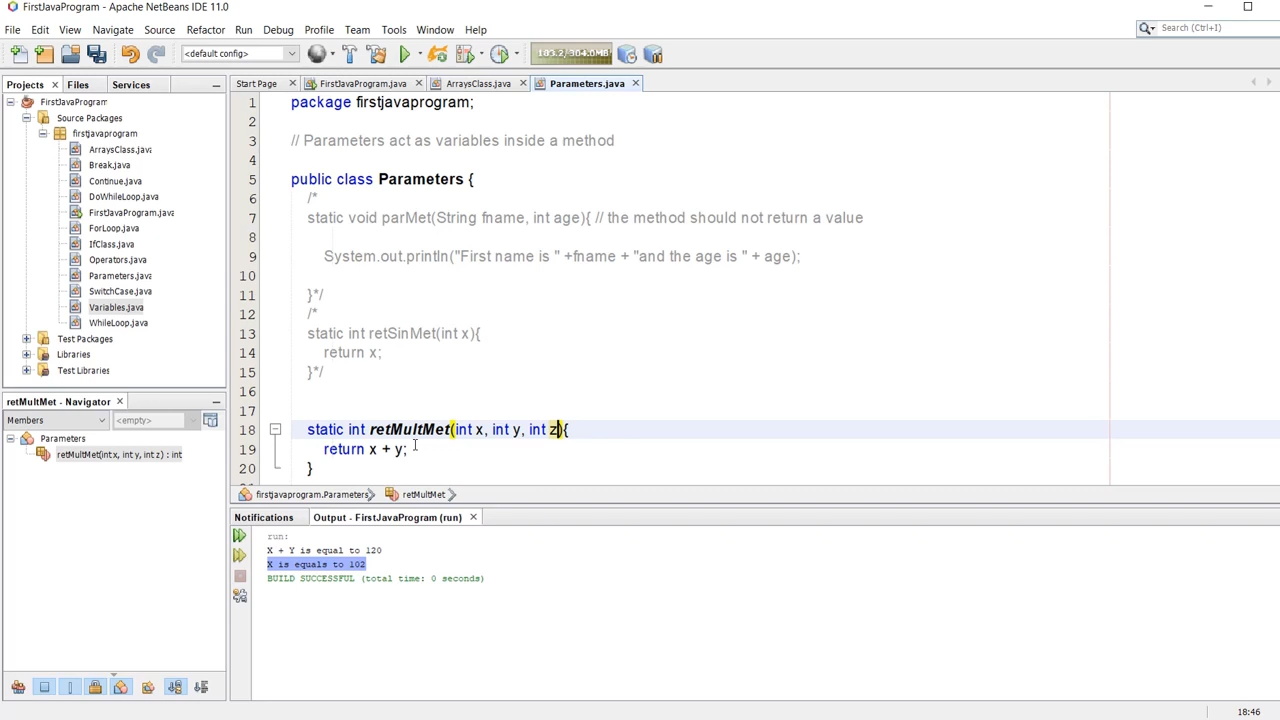 FirstJavaProgram - Apache NetBeans IDE 11.0
File Edit View Navigate Source Refactor Run Debug Profile Team Tools Window Help
Search (Ctrl+I)
<default config>
Projects Files Services
Start Page FirstJavaProgram.java ArraysClass.java Parameters.java
FirstJavaProgram
Source Packages
firstjavaprogram
ArraysClass.java
Break.java
Continue.java
DoWhileLoop.java
FirstJavaProgram.java
ForLoop.java
IfClass.java
Operators.java
Parameters.java
SwitchCase.java
Variables.java
WhileLoop.java
Test Packages
Libraries
Test Libraries
retMultMet - Navigator
Members <empty>
Parameters
retMultMet(int x, int y, int z) : int
1 package firstjavaprogram;
2
3 // Parameters act as variables inside a method
4
5 public class Parameters {
6 /*
7 static void parMet(String fname, int age){ // the method should not return a value
8
9 System.out.println("First name is " +fname + "and the age is " + age);
10
11 }*/
12 /*
13 static int retSinMet(int x){
14 return x;
15 }*/
16
17
18 static int retMultMet(int x, int y, int z){
19 return x + y;
20 }
firstjavaprogram.Parameters retMultMet
Notifications Output - FirstJavaProgram (run)
run:
X + Y is equal to 120
X is equals to 102
BUILD SUCCESSFUL (total time: 0 seconds)
18:46